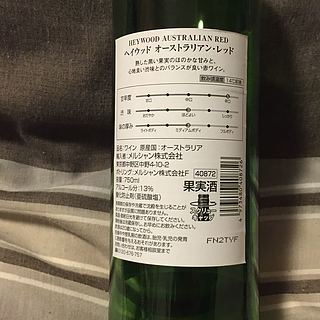 HEYWOOD AUSTRALIAN RED
ヘイウッド オーストラリアン・レッド
熟した黒い果実のほのかな甘みと、
心地良い渋味とのバランスが良い赤ワイン。
飲み頃温度 14℃前後
甘辛度 甘口 中口 辛口
渋味 おだやか ほどよい しっかり
味の厚み ライトボディ ミディアムボディ フルボディ
品名：ワイン 原産国：オーストラリア
輸入者：メルシャン株式会社
東京都中野区中野4-10-2
ボトリング：メルシャン株式会社F 40872
容量：750ml
アルコール分：13%
酸化防止剤（亜硫酸塩）
果実酒
FN2TYF